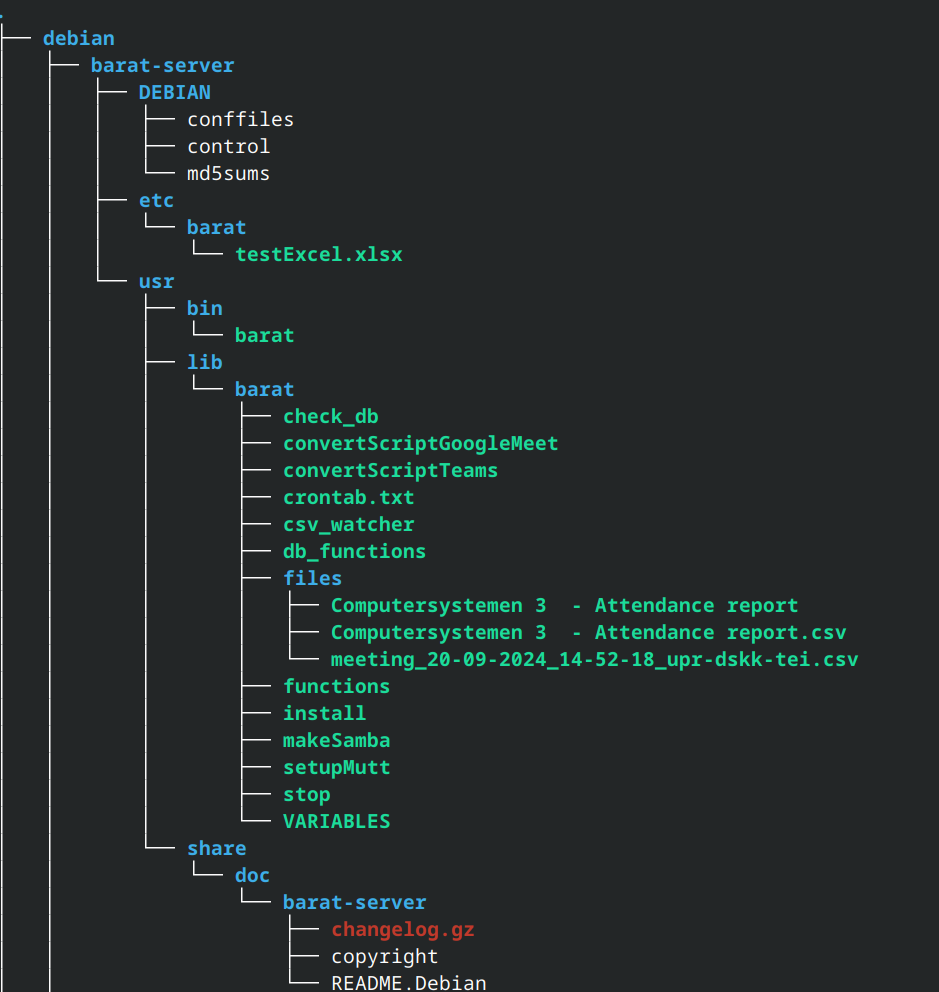 debian
barat-server
DEBIAN
conffiles
control
md5sums
etc
barat
testExcel.xlsx
usr
bin
barat
lib
barat
check_db
convertScriptGoogleMeet
convertScriptTeams
crontab.txt
csv_watcher
db_functions
files
Computersystemen 3  - Attendance report
Computersystemen 3  - Attendance report.csv
meeting_20-09-2024_14-52-18_upr-dskk-tei.csv
functions
install
makeSamba
setupMutt
stop
VARIABLES
share
doc
barat-server
changelog.gz
copyright
README.Debian